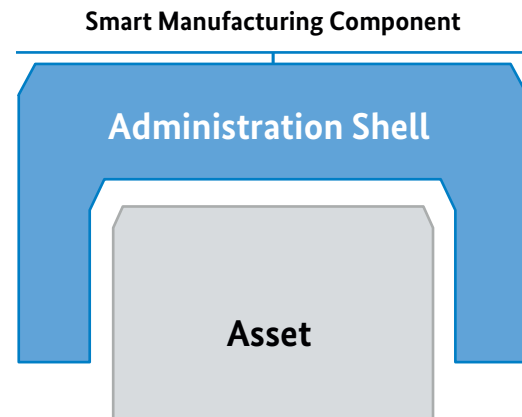 Smart Manufacturing Component
Administration Shell
Asset